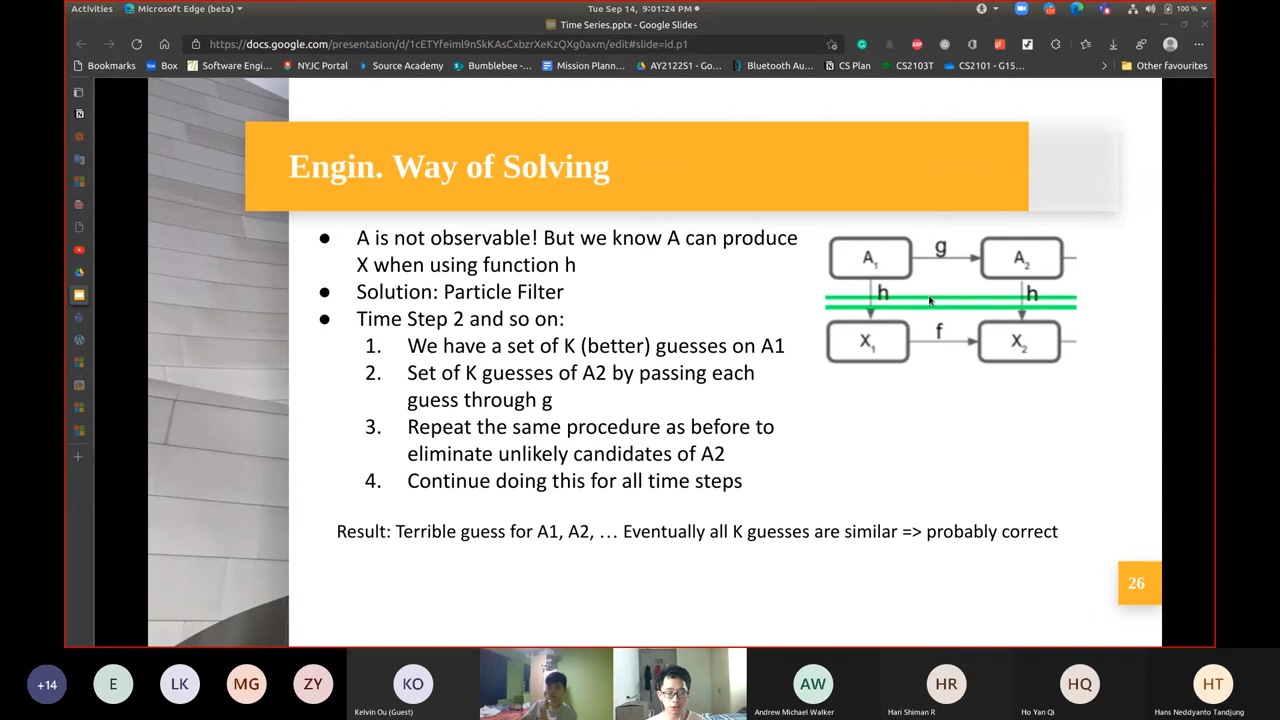 Activities Microsoft Edge (beta) Tue Sep 14, 9:01:24 PM 100 %
Time Series.pptx - Google Slides
https://docs.google.com/presentation/d/1cETYfeiml9nSkKAsCxbzrXeKzQXg0axm/edit#slide=id.p1
Bookmarks Box Software Engi... NYJC Portal Source Academy Bumblebee -... Mission Plann... AY2122S1 - Go... Bluetooth Au... CS Plan CS2103T CS2101 - G15... Other favourites
Engin. Way of Solving
● A is not observable! But we know A can produce
X when using function h
● Solution: Particle Filter
● Time Step 2 and so on:
1. We have a set of K (better) guesses on A1
2. Set of K guesses of A2 by passing each
guess through g
3. Repeat the same procedure as before to
eliminate unlikely candidates of A2
4. Continue doing this for all time steps
Result: Terrible guess for A1, A2, … Eventually all K guesses are similar => probably correct
A₁ g A₂
h h
X₁ f X₂
26
+14 E LK MG ZY KO AW HR HQ HT
Kelvin Ou (Guest) Andrew Michael Walker Hari Shiman R Ho Yan Qi Hans Neddyanto Tandjung